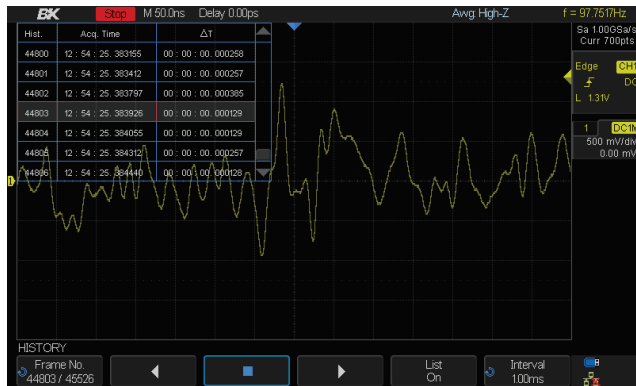 BK Stop M 50.0ns Delay 0.00ps Awg: High-Z f = 97.7517Hz
Sa 1.00GSa/s
Curr 700pts
Edge CH1
DC
L 1.31V
1 DC1M
500 mV/div
0.00 mV
Hist. Acq. Time ΔT
44800 12 : 54 : 25. 383155 00 : 00 : 00. 000258
44801 12 : 54 : 25. 383412 00 : 00 : 00. 000257
44802 12 : 54 : 25. 383797 00 : 00 : 00. 000385
44803 12 : 54 : 25. 383926 00 : 00 : 00. 000129
44804 12 : 54 : 25. 384055 00 : 00 : 00. 000129
44805 12 : 54 : 25. 384312 00 : 00 : 00. 000257
44806 12 : 54 : 25. 384440 00 : 00 : 00. 000128
1
HISTORY
Frame No. List Interval
44803 / 45526 On 1.00ms